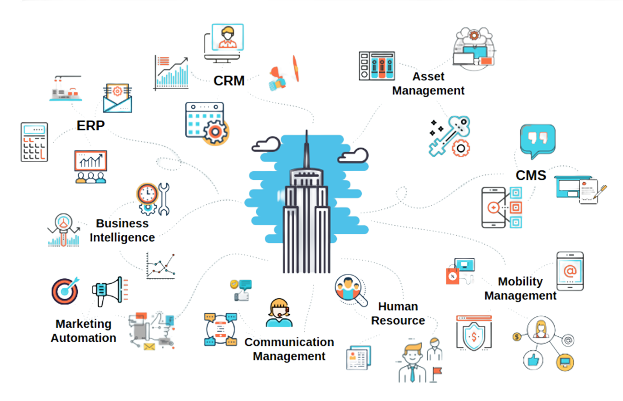 CRM
Asset
Management
ERP
CMS
Business
Intelligence
Mobility
Management
Human
Resource
Marketing
Automation
Communication
Management